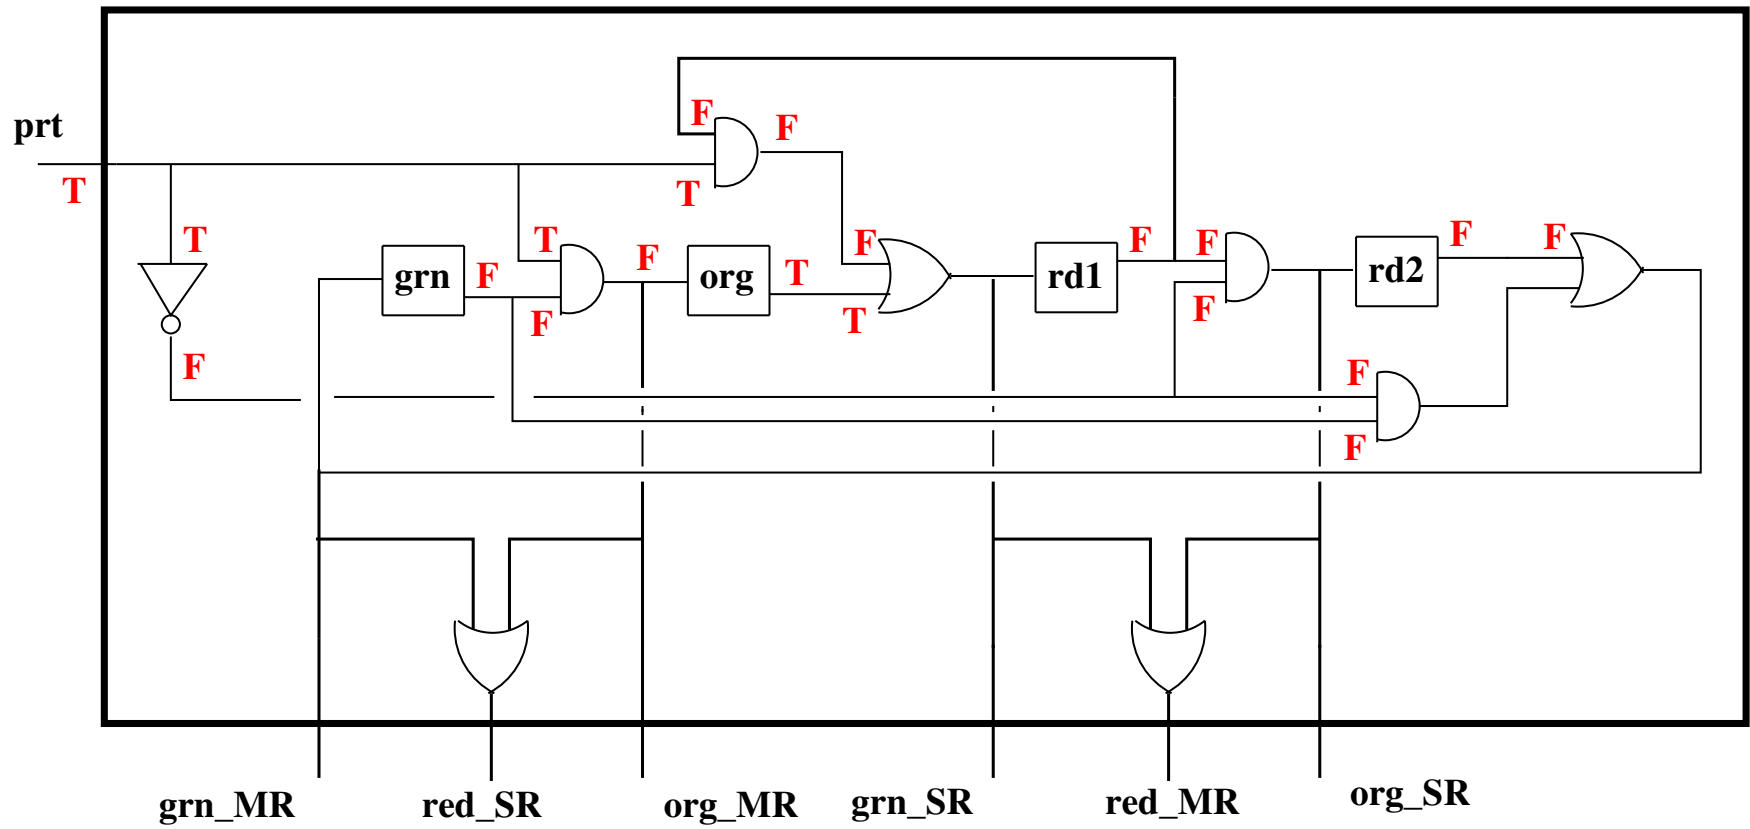 F
F
prt
T
T
T
T
F
F
T
F
F
F
F
grn
F
org
T
rd1
rd2
F
T
F
F
F
F
grn_MR
red_SR
org_MR
grn_SR
red_MR
org_SR